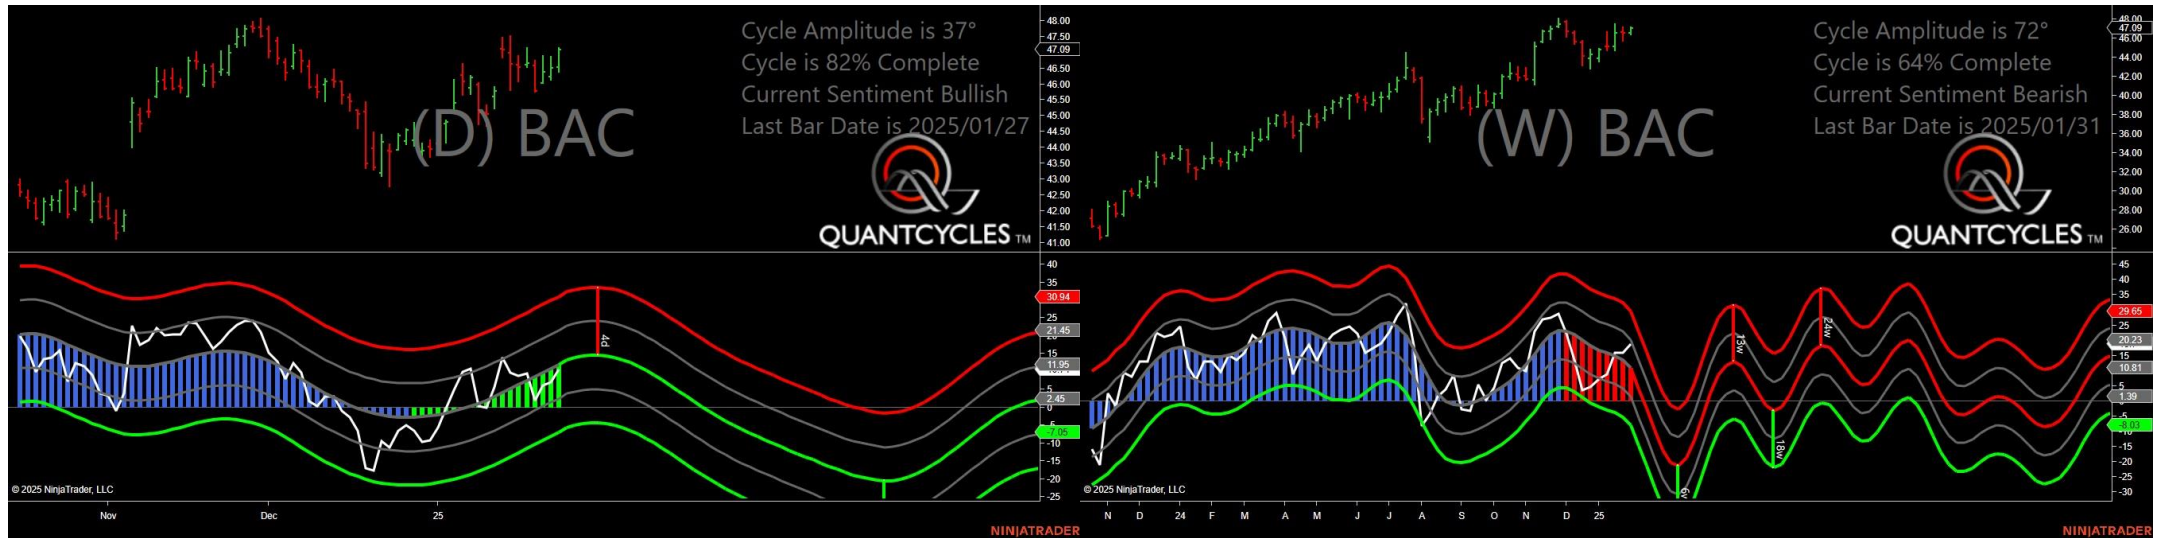 Cycle Amplitude is 37°
Cycle is 82% Complete
Current Sentiment Bullish
Last Bar Date is 2025/01/27
(D) BAC
QUANTCYCLES TM
48.00
47.50
47.09
46.50
46.00
45.50
45.00
44.50
44.00
43.50
43.00
42.50
42.00
41.50
41.00
40
35
30.94
25
21.45
20
15
11.95
5
2.45
0
-5
-7.05
-10
-15
-20
-25
4d
© 2025 NinjaTrader, LLC
Nov Dec 25
NINJATRADER
Cycle Amplitude is 72°
Cycle is 64% Complete
Current Sentiment Bearish
Last Bar Date is 2025/01/31
(W) BAC
QUANTCYCLES TM
48.00
47.09
46.00
44.00
42.00
40.00
38.00
36.00
34.00
32.00
30.00
28.00
26.00
45
40
35
29.65
25
20.23
15
10.81
5
1.39
0
-5
-8.03
-10
-15
-20
-25
-30
13w
24w
18w
© 2025 NinjaTrader, LLC
N D 24 F M A M J J A S O N D 25
NINJATRADER